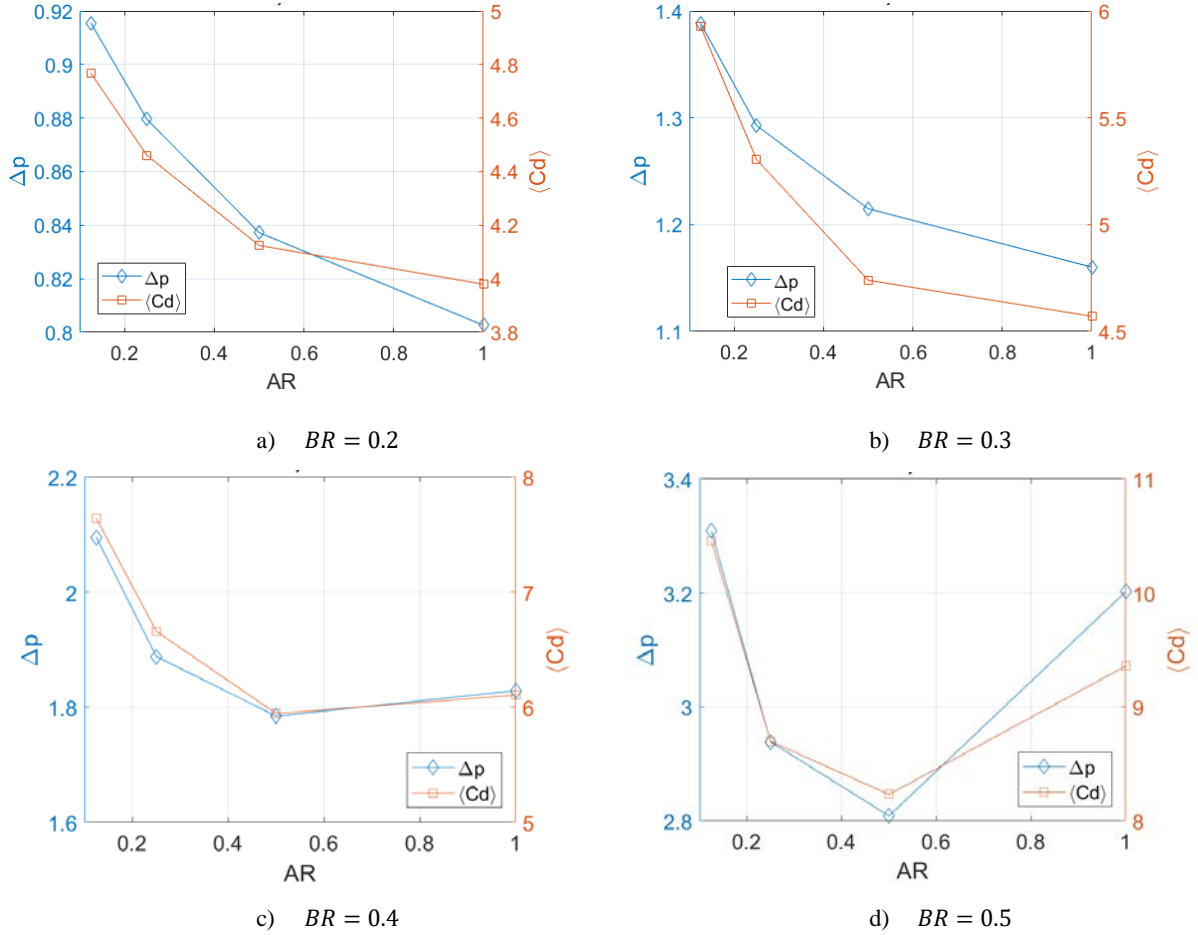 0.92
0.9
0.88
0.86
0.84
0.82
0.8
Δp
5
4.8
4.6
4.4
4.2
4
3.8
⟨Cd⟩
Δp
⟨Cd⟩
0.2 0.4 0.6 0.8 1
AR
a) BR = 0.2
1.4
1.3
1.2
1.1
Δp
6
5.5
5
4.5
⟨Cd⟩
Δp
⟨Cd⟩
0.2 0.4 0.6 0.8 1
AR
b) BR = 0.3
2.2
2
1.8
1.6
Δp
8
7
6
5
⟨Cd⟩
Δp
⟨Cd⟩
0.2 0.4 0.6 0.8 1
AR
c) BR = 0.4
3.4
3.2
3
2.8
Δp
11
10
9
8
⟨Cd⟩
Δp
⟨Cd⟩
0.2 0.4 0.6 0.8 1
AR
d) BR = 0.5